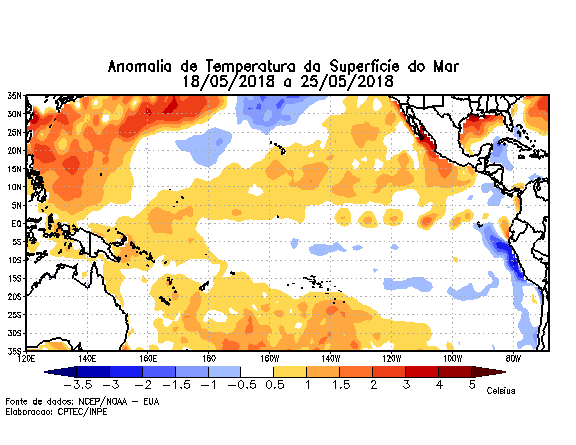 Anomalia de Temperatura da Superfície do Mar
18/05/2018 a 25/05/2018
35N
30N
25N
20N
15N
10N
5N
EQ
5S
10S
15S
20S
25S
30S
35S
120E 140E 160E 180 160W 140W 120W 100W 80W
−3.5 −3 −2 −1.5 −1 −0.5 0.5 1 1.5 2 3 4 5
Celsius
Fonte de dados: NCEP/NOAA − EUA
Elaboracao: CPTEC/INPE